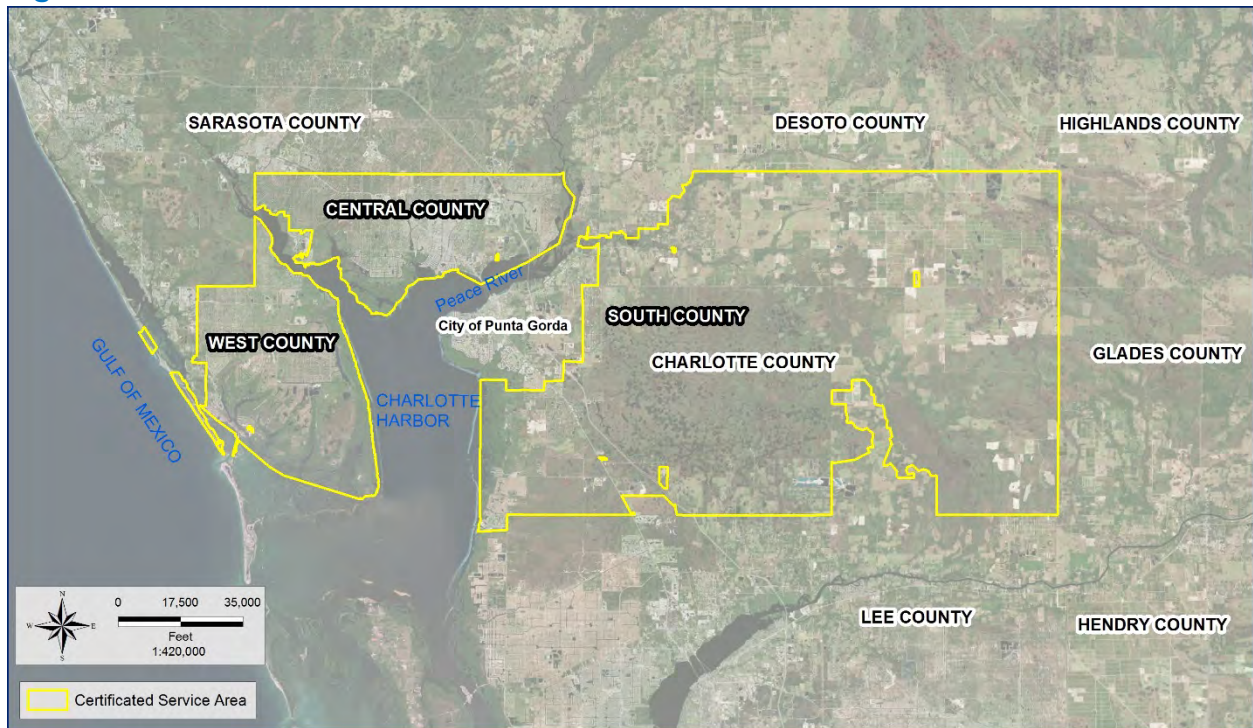 SARASOTA COUNTY
DESOTO COUNTY
HIGHLANDS COUNTY
CENTRAL COUNTY
Peace River
City of Punta Gorda
SOUTH COUNTY
WEST COUNTY
CHARLOTTE COUNTY
GLADES COUNTY
GULF OF MEXICO
CHARLOTTE
HARBOR
LEE COUNTY
HENDRY COUNTY
N
W E
S
0 17,500 35,000
Feet
1:420,000
Certificated Service Area